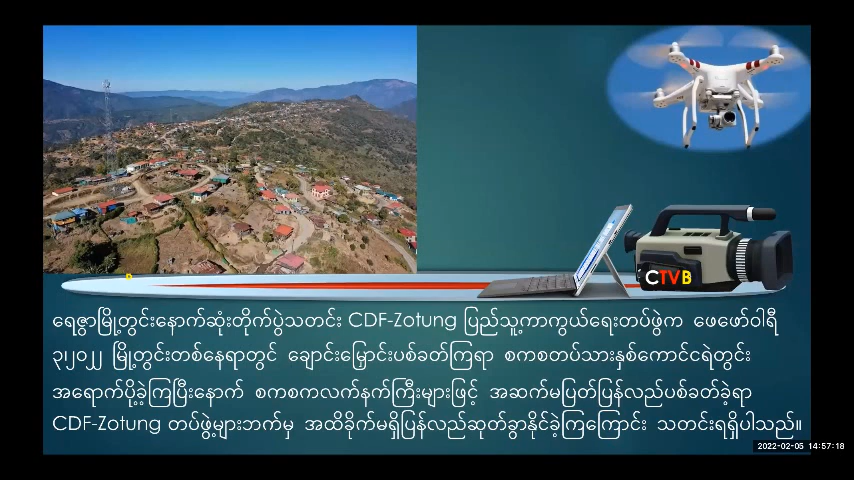 CTVB
ရေဇွာမြို့တွင်းနောက်ဆုံးတိုက်ပွဲသတင်း CDF-Zotung ပြည်သူ့ကာကွယ်ရေးတပ်ဖွဲ့က ဖေဖော်ဝါရီ
၃၊၂၀၂၂ မြို့တွင်းတစ်နေရာတွင် ချောင်းမြှောင်းပစ်ခတ်ကြရာ စကစတပ်သားနှစ်ကောင်ငရဲတွင်း
အရောက်ပို့ခဲ့ကြပြီးနောက် စကစကလက်နက်ကြီးများဖြင့် အဆက်မပြတ်ပြန်လည်ပစ်ခတ်ခဲ့ရာ
CDF-Zotung တပ်ဖွဲ့များဘက်မှ အထိခိုက်မရှိပြန်လည်ဆုတ်ခွာနိုင်ခဲ့ကြကြောင်း သတင်းရရှိပါသည်။
2022-02-05 14:57:18